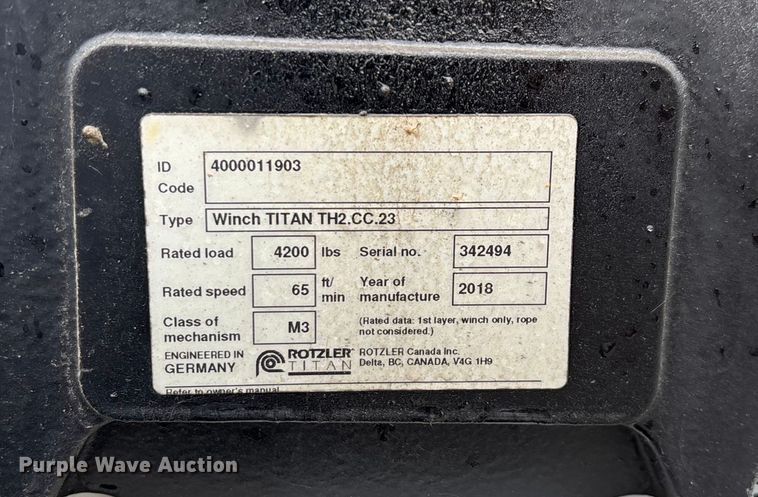 ID
Code
4000011903
Type Winch TITAN TH2.CC.23
Rated load 4200 lbs Serial no. 342494
Rated speed 65 ft/
min
Year of
manufacture 2018
Class of
mechanism M3
(Rated data: 1st layer, winch only, rope
not considered.)
ENGINEERED IN
GERMANY
ROTZLER
TITAN
ROTZLER Canada Inc.
Delta, BC, CANADA, V4G 1H9
Refer to owner's manual
Purple Wave Auction